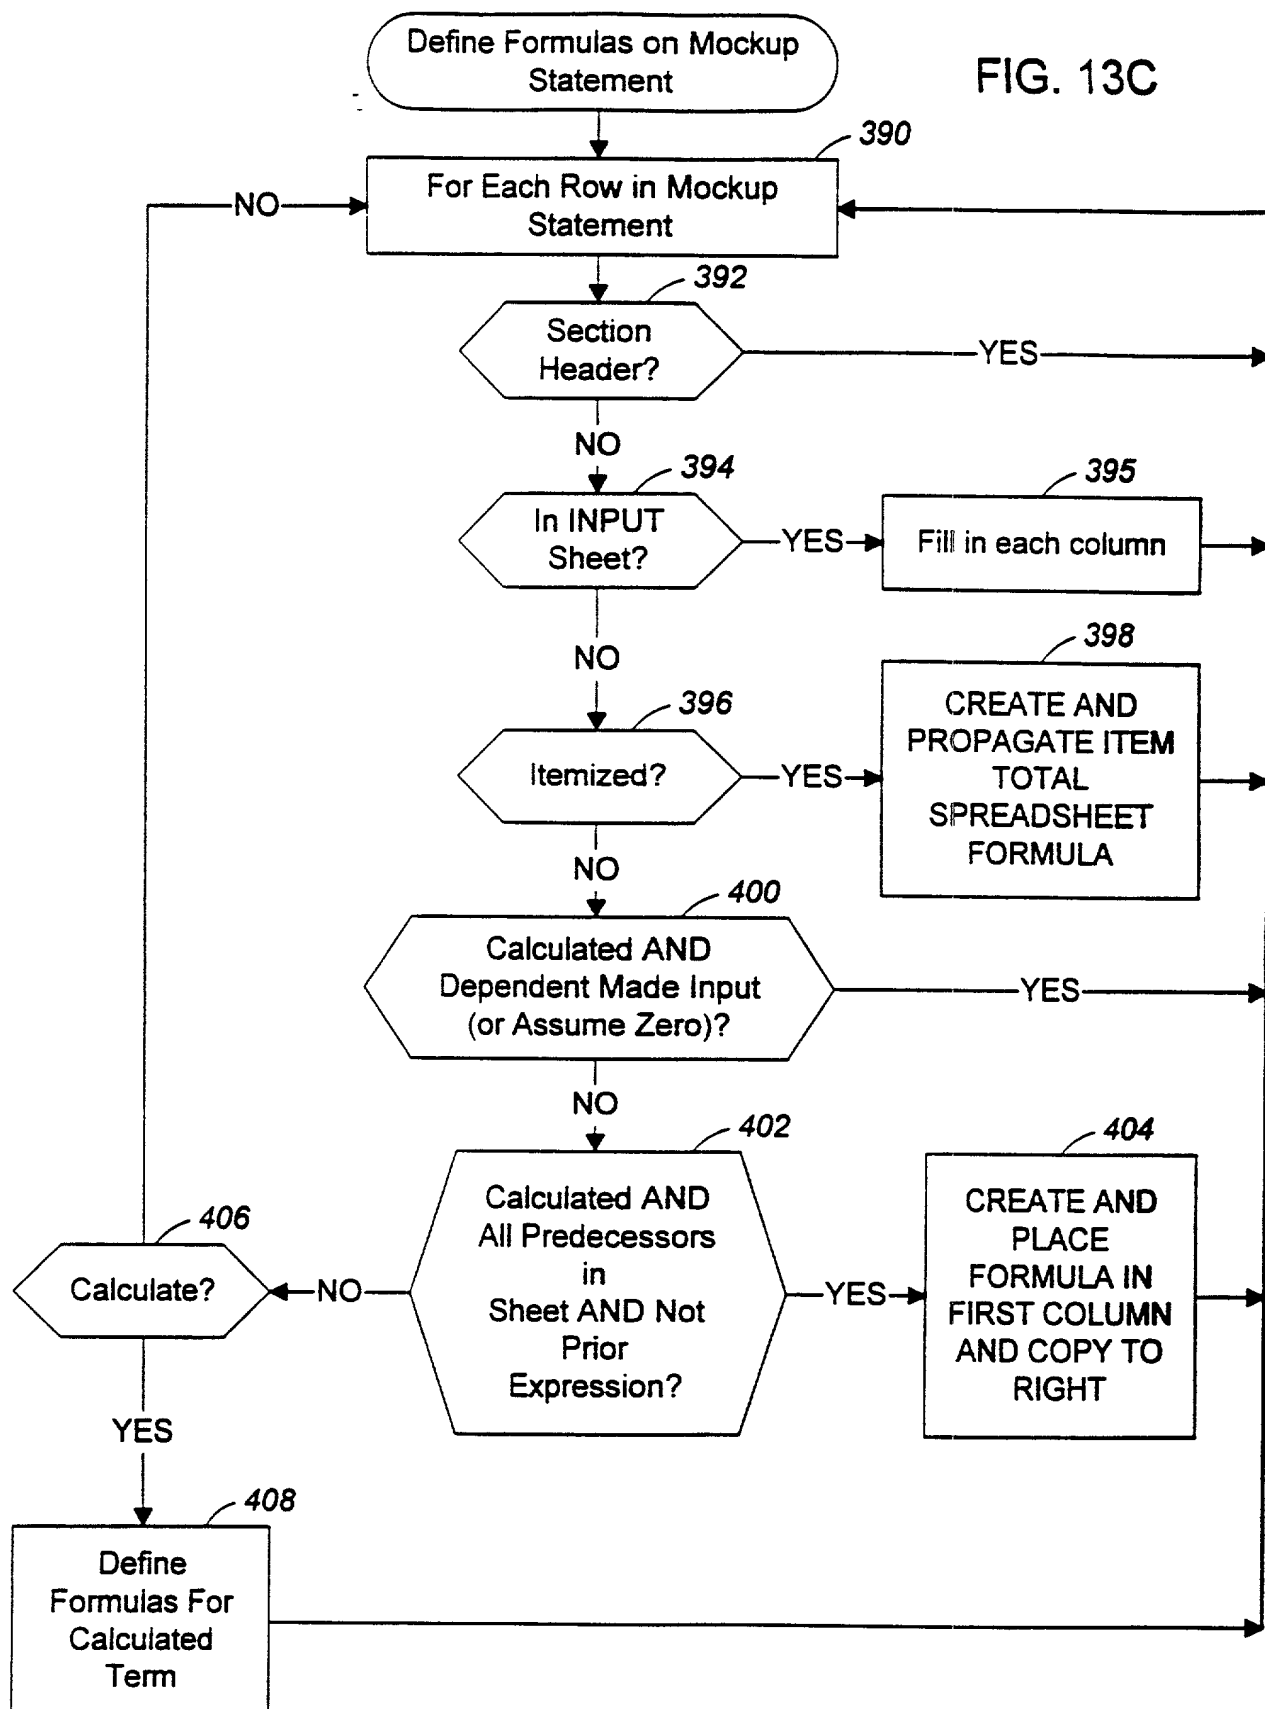 Define Formulas on Mockup
Statement
FIG. 13C
390
For Each Row in Mockup
Statement
NO
392
Section
Header?
YES
NO
394
In INPUT
Sheet?
YES
395
Fill in each column
NO
396
Itemized?
YES
398
CREATE AND
PROPAGATE ITEM
TOTAL
SPREADSHEET
FORMULA
NO
400
Calculated AND
Dependent Made Input
(or Assume Zero)?
YES
NO
402
Calculated AND
All Predecessors
in
Sheet AND Not
Prior
Expression?
YES
404
CREATE AND
PLACE
FORMULA IN
FIRST COLUMN
AND COPY TO
RIGHT
NO
406
Calculate?
YES
408
Define
Formulas For
Calculated
Term